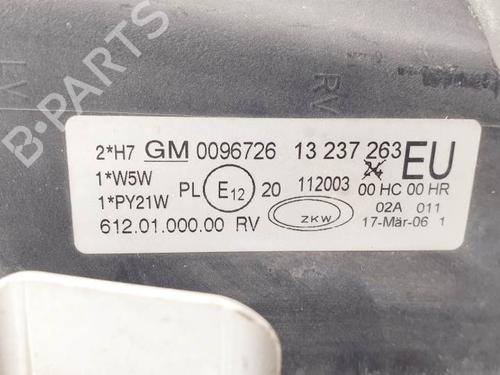 B-PARTS
RV
2*H7 GM 0096726 13 237 263 EU
1*W5W PL E12 20 112003 00 HC 00 HR
1*PY21W ZKW 02A 011
612.01.000.00 RV 17-Mär-06 1